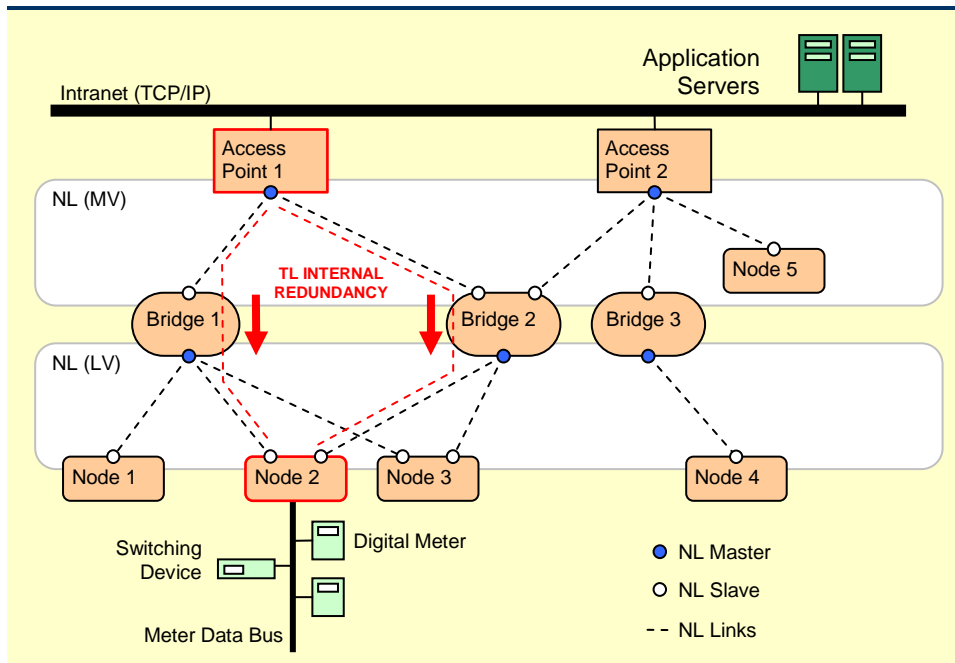 Application
Servers
Intranet (TCP/IP)
Access
Point 1
Access
Point 2
NL (MV)
Node 5
TL INTERNAL
REDUNDANCY
Bridge 1
Bridge 2
Bridge 3
NL (LV)
Node 1
Node 2
Node 3
Node 4
Digital Meter
Switching
Device
Meter Data Bus
NL Master
NL Slave
NL Links